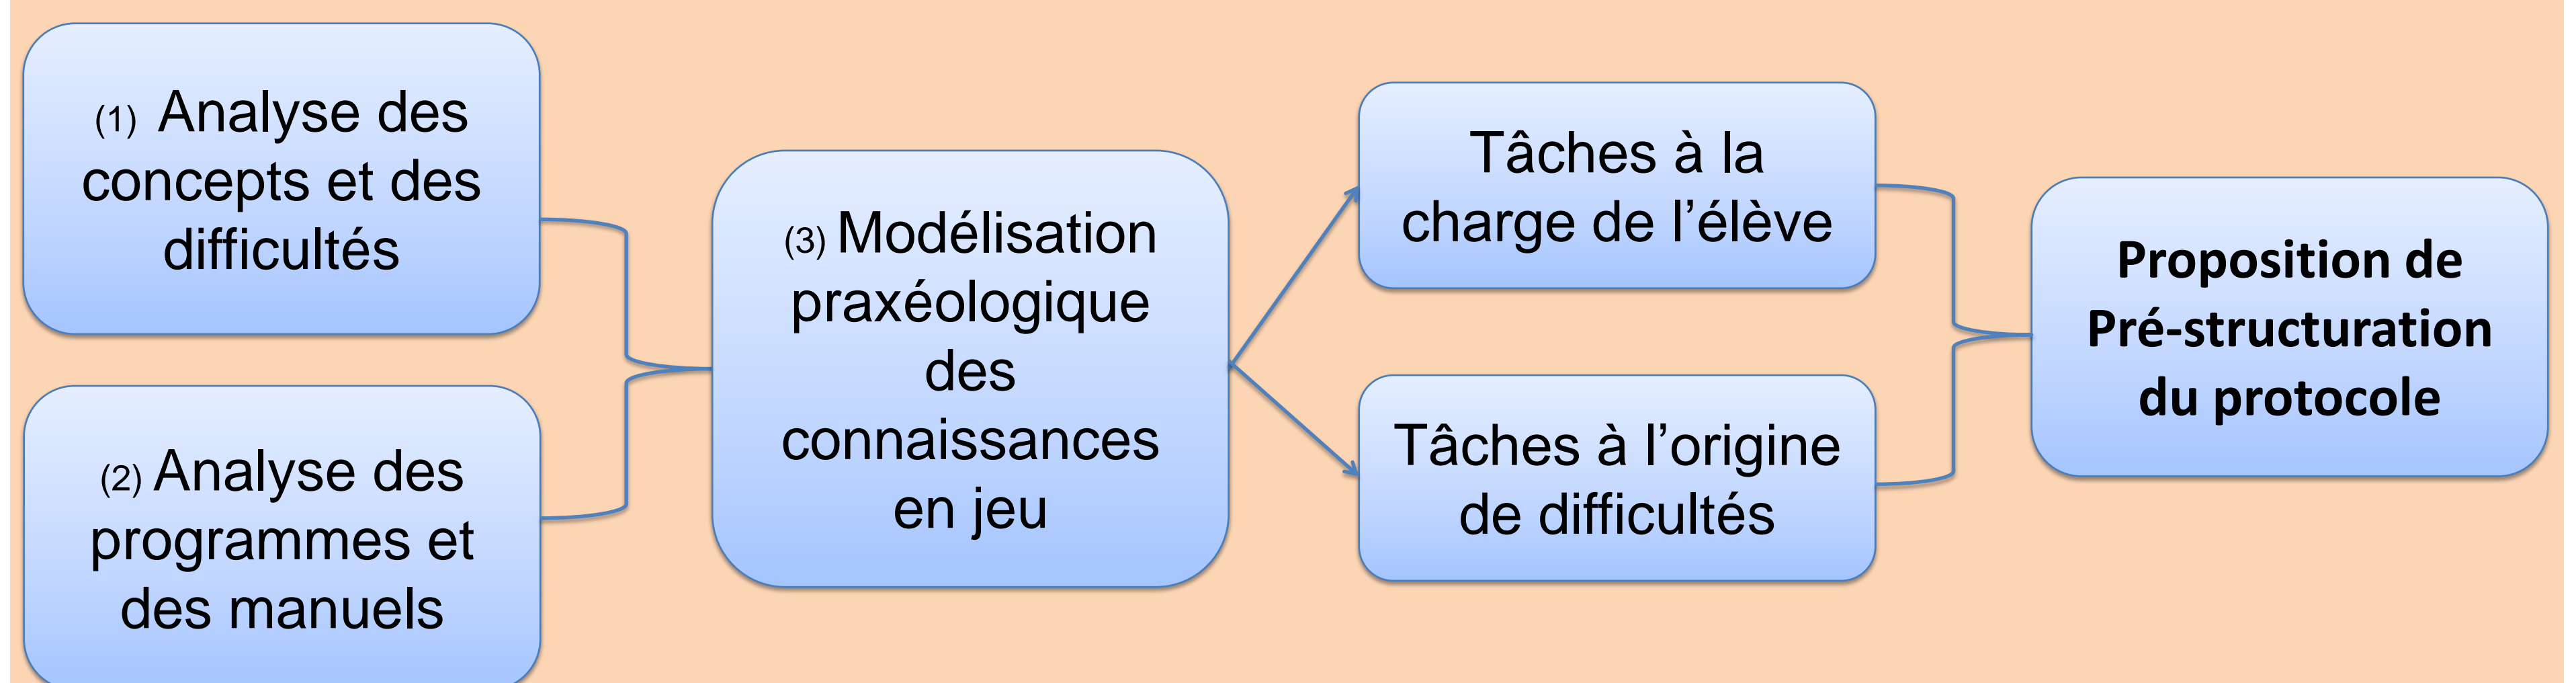 (1) Analyse des
concepts et des
difficultés
(2) Analyse des
programmes et
des manuels
(3) Modélisation
praxéologique
des
connaissances
en jeu
Tâches à la
charge de l’élève
Tâches à l’origine
de difficultés
Proposition de
Pré-structuration
du protocole